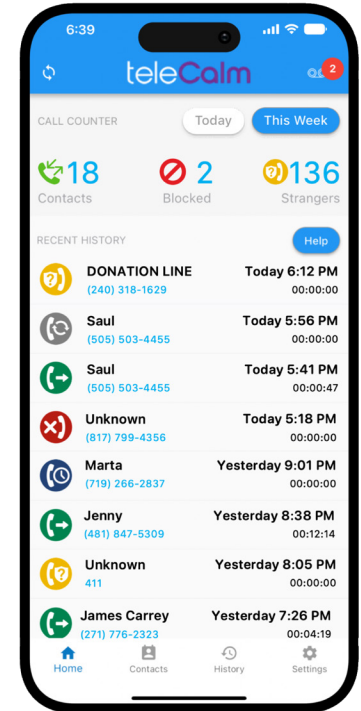 6:39
teleCalm
2
CALL COUNTER
Today
This Week
18
2
136
Contacts
Blocked
Strangers
RECENT HISTORY
Help
DONATION LINE Today 6:12 PM
(240) 318-1629 00:00:00
Saul Today 5:56 PM
(505) 503-4455 00:00:00
Saul Today 5:41 PM
(505) 503-4455 00:00:47
Unknown Today 5:18 PM
(817) 799-4356 00:00:00
Marta Yesterday 9:01 PM
(719) 266-2837 00:00:00
Jenny Yesterday 8:38 PM
(481) 847-5309 00:12:14
Unknown Yesterday 8:05 PM
411 00:00:00
James Carrey Yesterday 7:26 PM
(271) 776-2323 00:04:19
Home Contacts History Settings